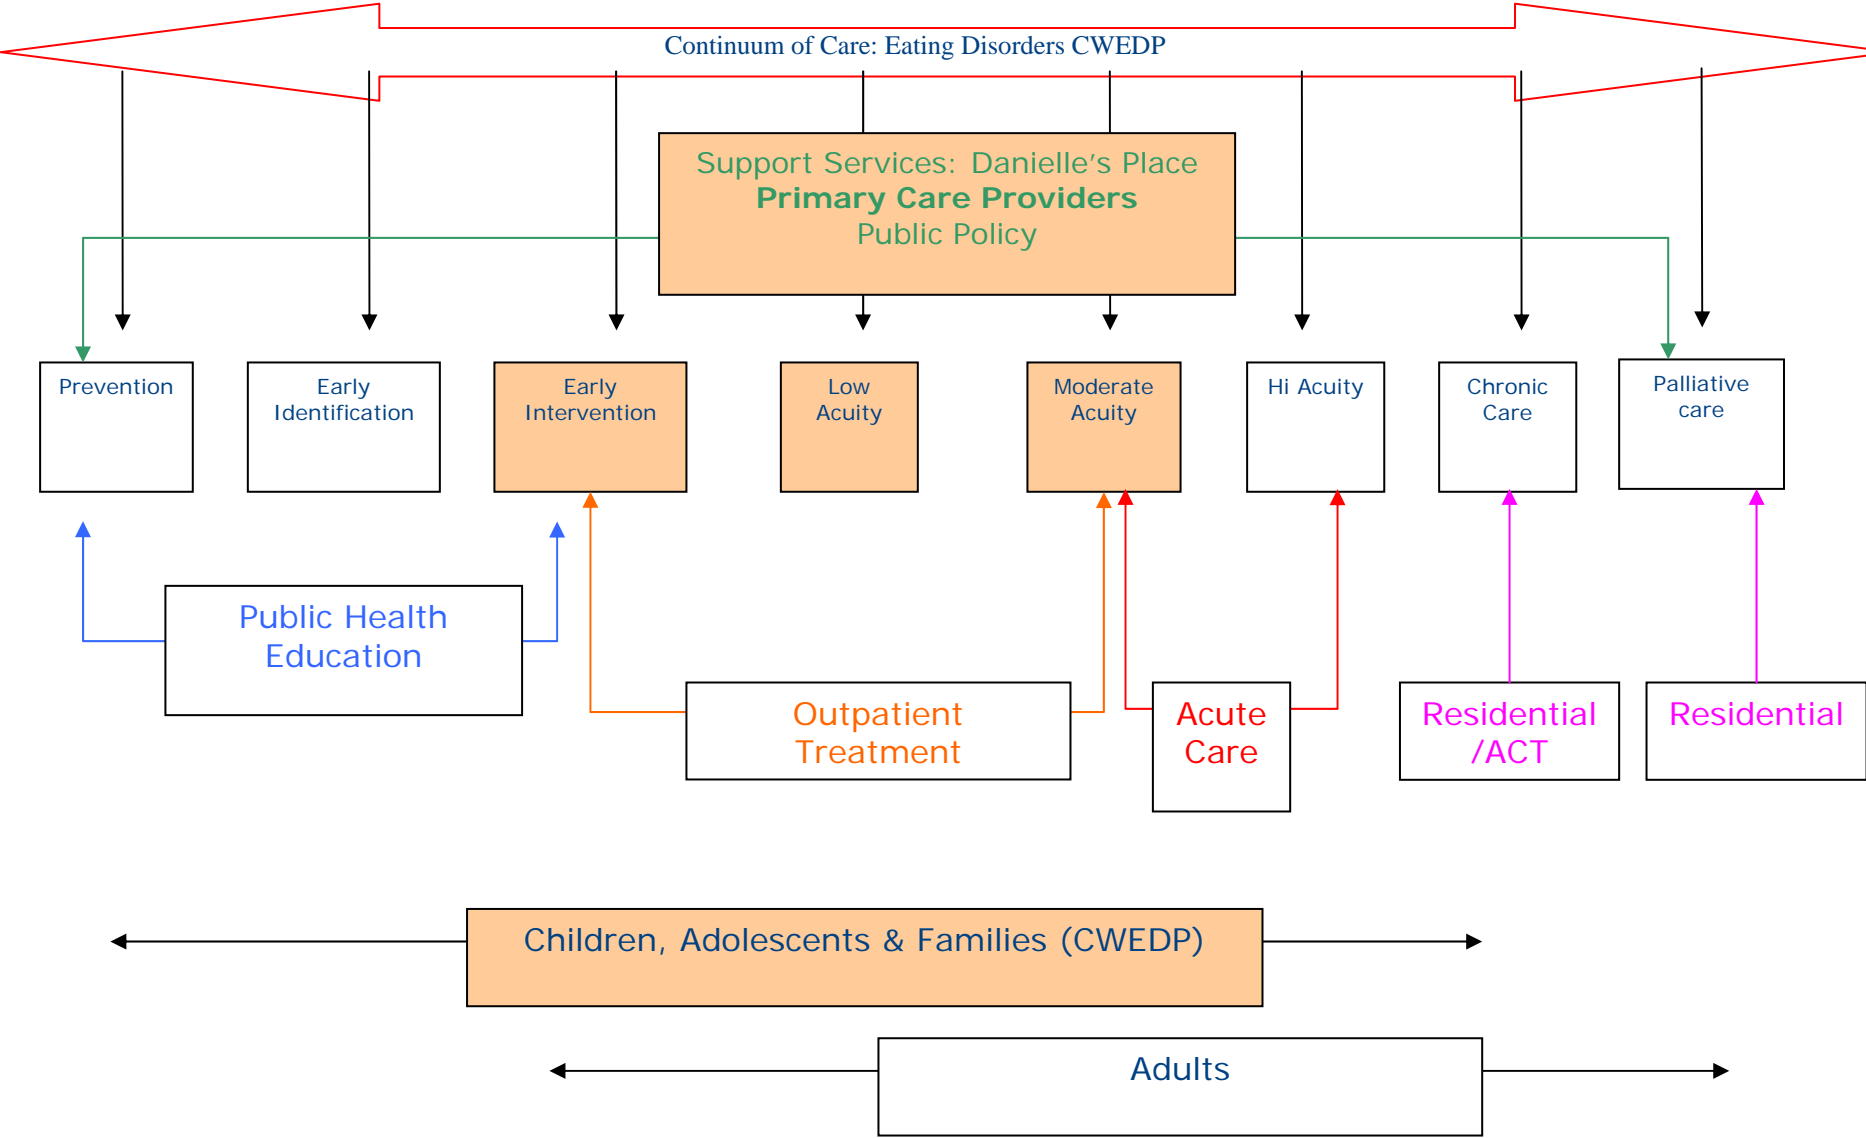 Continuum of Care: Eating Disorders CWEDP
Support Services: Danielle’s Place
Primary Care Providers
Public Policy
Prevention
Early
Identification
Early
Intervention
Low
Acuity
Moderate
Acuity
Hi Acuity
Chronic
Care
Palliative
care
Public Health
Education
Outpatient
Treatment
Acute
Care
Residential
/ACT
Residential
Children, Adolescents & Families (CWEDP)
Adults